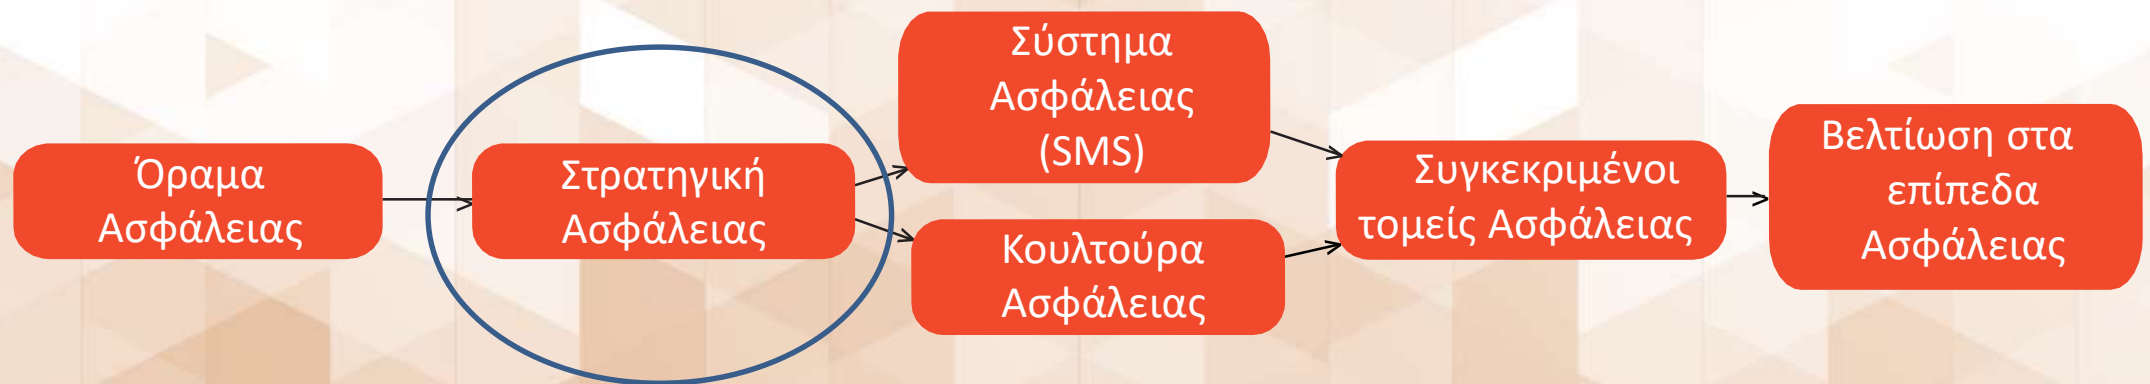 Όραμα
Ασφάλειας
Στρατηγική
Ασφάλειας
Σύστημα
Ασφάλειας
(SMS)
Κουλτούρα
Ασφάλειας
Συγκεκριμένοι
τομείς Ασφάλειας
Βελτίωση στα
επίπεδα
Ασφάλειας